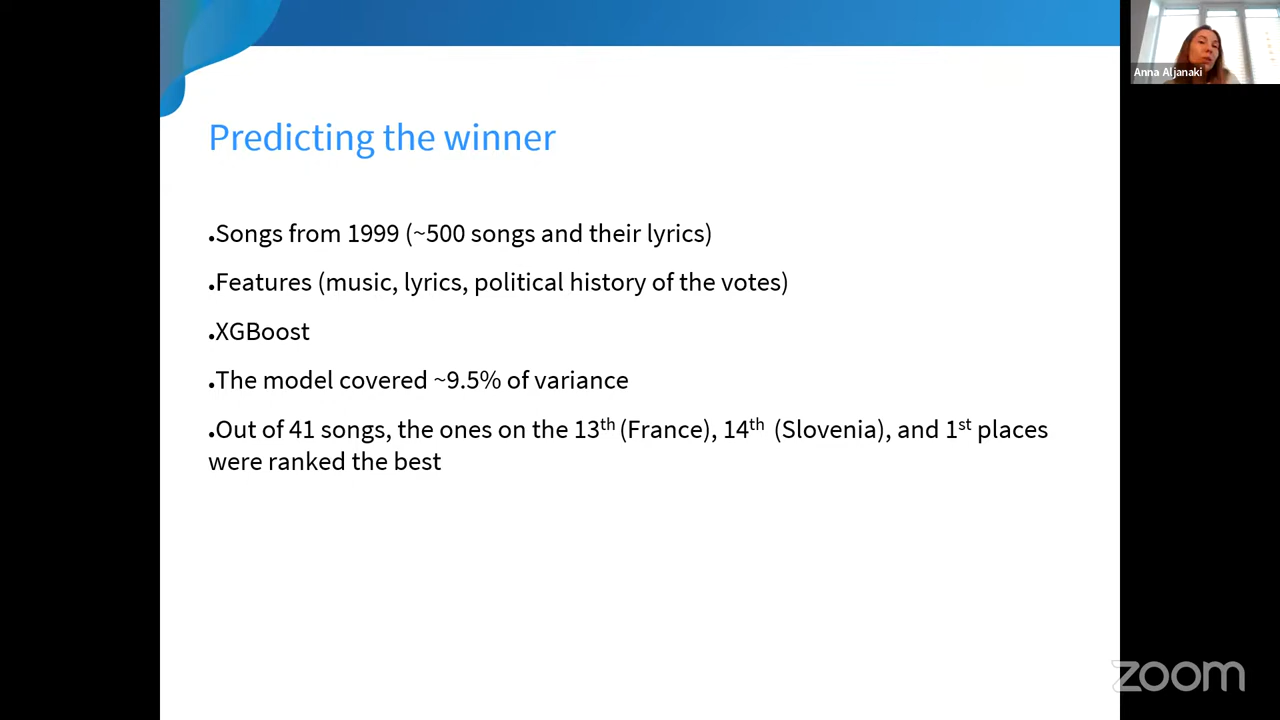 Anna Aljanaki
Predicting the winner
•Songs from 1999 (~500 songs and their lyrics)
•Features (music, lyrics, political history of the votes)
•XGBoost
•The model covered ~9.5% of variance
•Out of 41 songs, the ones on the 13th (France), 14th (Slovenia), and 1st places
were ranked the best
zoom